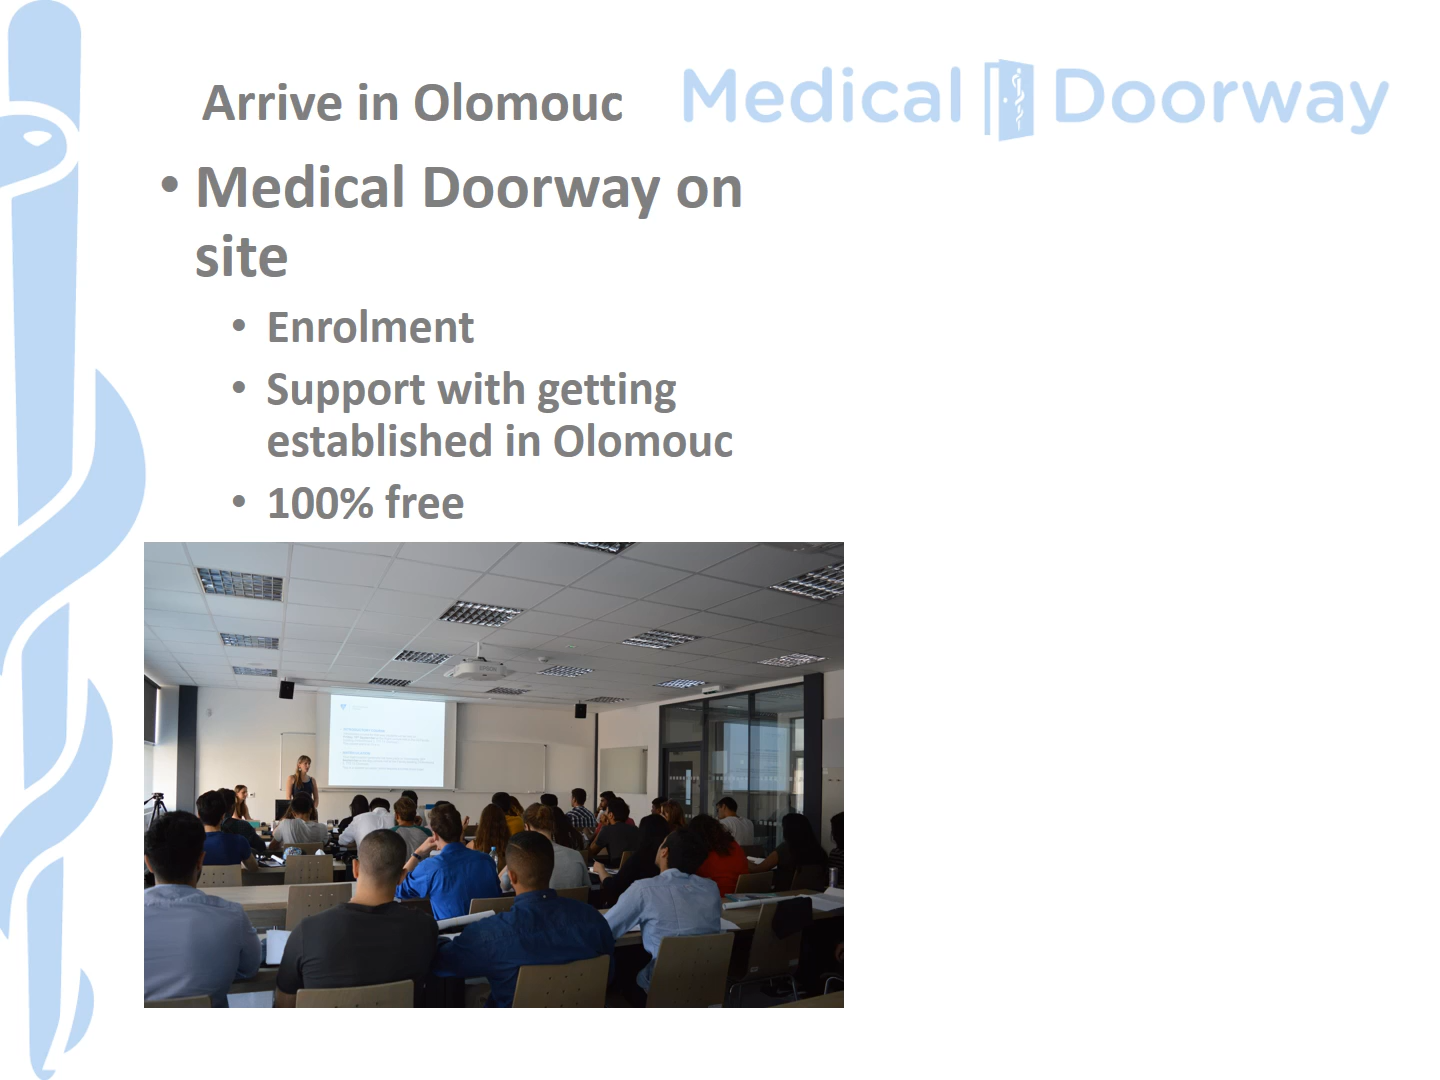 Arrive in Olomouc
Medical Doorway
• Medical Doorway on
site
• Enrolment
• Support with getting
established in Olomouc
• 100% free